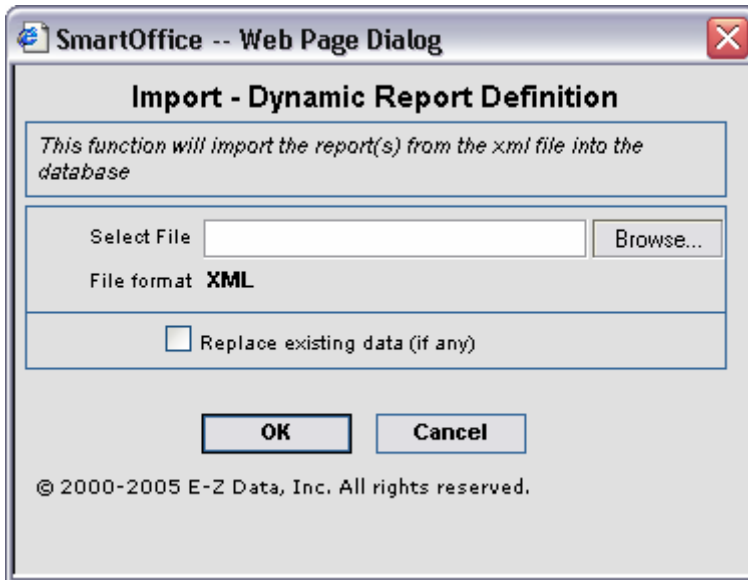 SmartOffice -- Web Page Dialog
Import - Dynamic Report Definition
This function will import the report(s) from the xml file into the
database
Select File Browse...
File format XML
Replace existing data (if any)
OK Cancel
© 2000-2005 E-Z Data, Inc. All rights reserved.